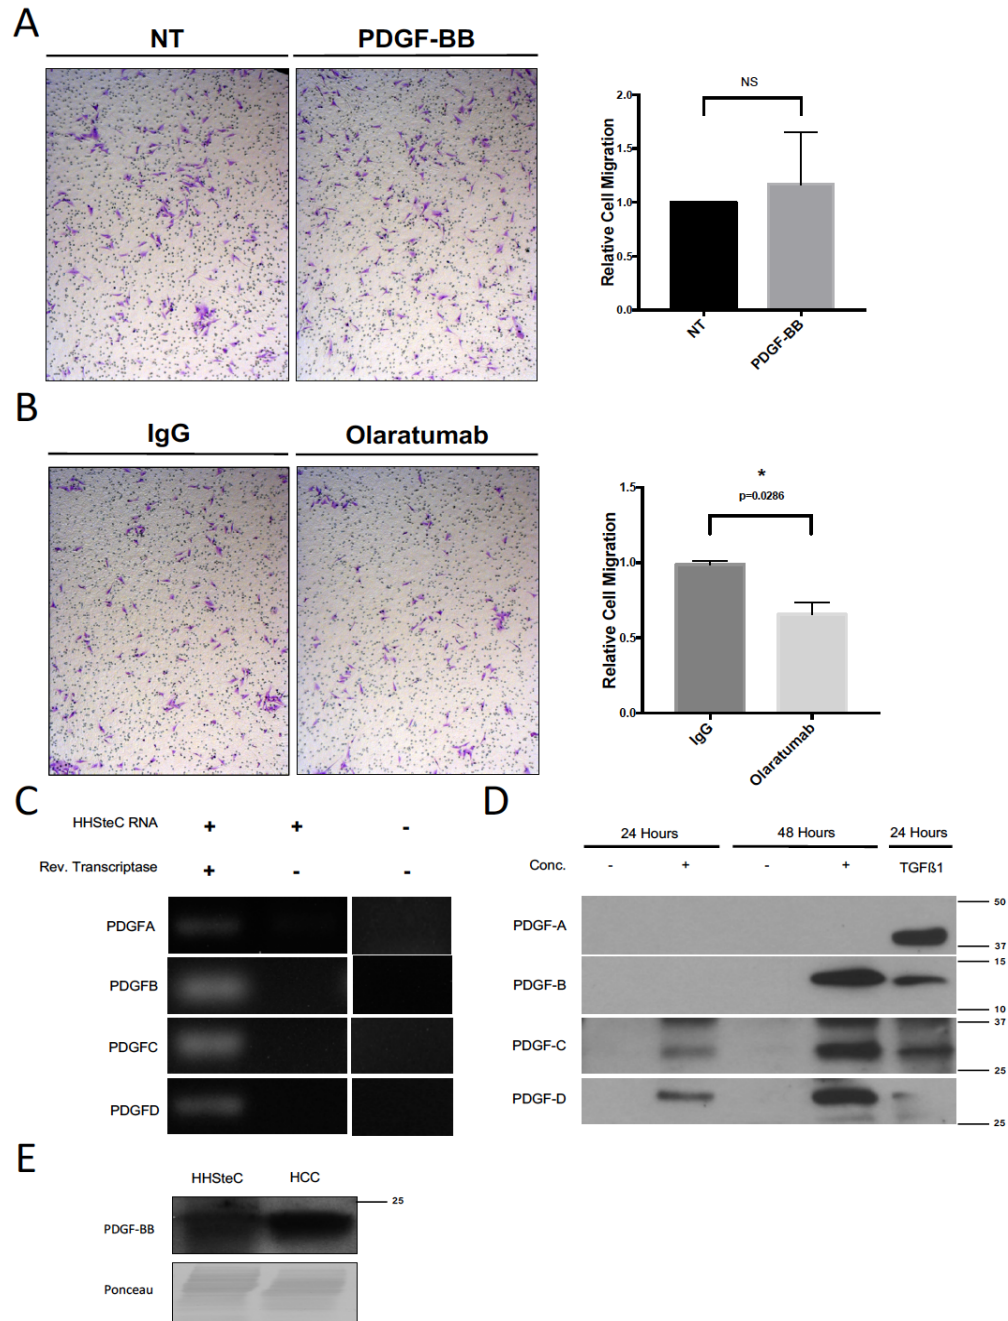 A
NT
PDGF-BB
NS
2.0
1.5
1.0
0.5
0.0
Relative Cell Migration
NT
PDGF-BB
B
IgG
Olaratumab
*
p=0.0286
1.5
1.0
0.5
0.0
Relative Cell Migration
IgG
Olaratumab
C
HHSteC RNA + + -
Rev. Transcriptase + - -
PDGFA
PDGFB
PDGFC
PDGFD
D
24 Hours 48 Hours 24 Hours
Conc. - + - + TGFß1
PDGF-A
50
37
PDGF-B
15
10
PDGF-C
37
25
PDGF-D
25
E
HHSteC HCC
25
PDGF-BB
Ponceau